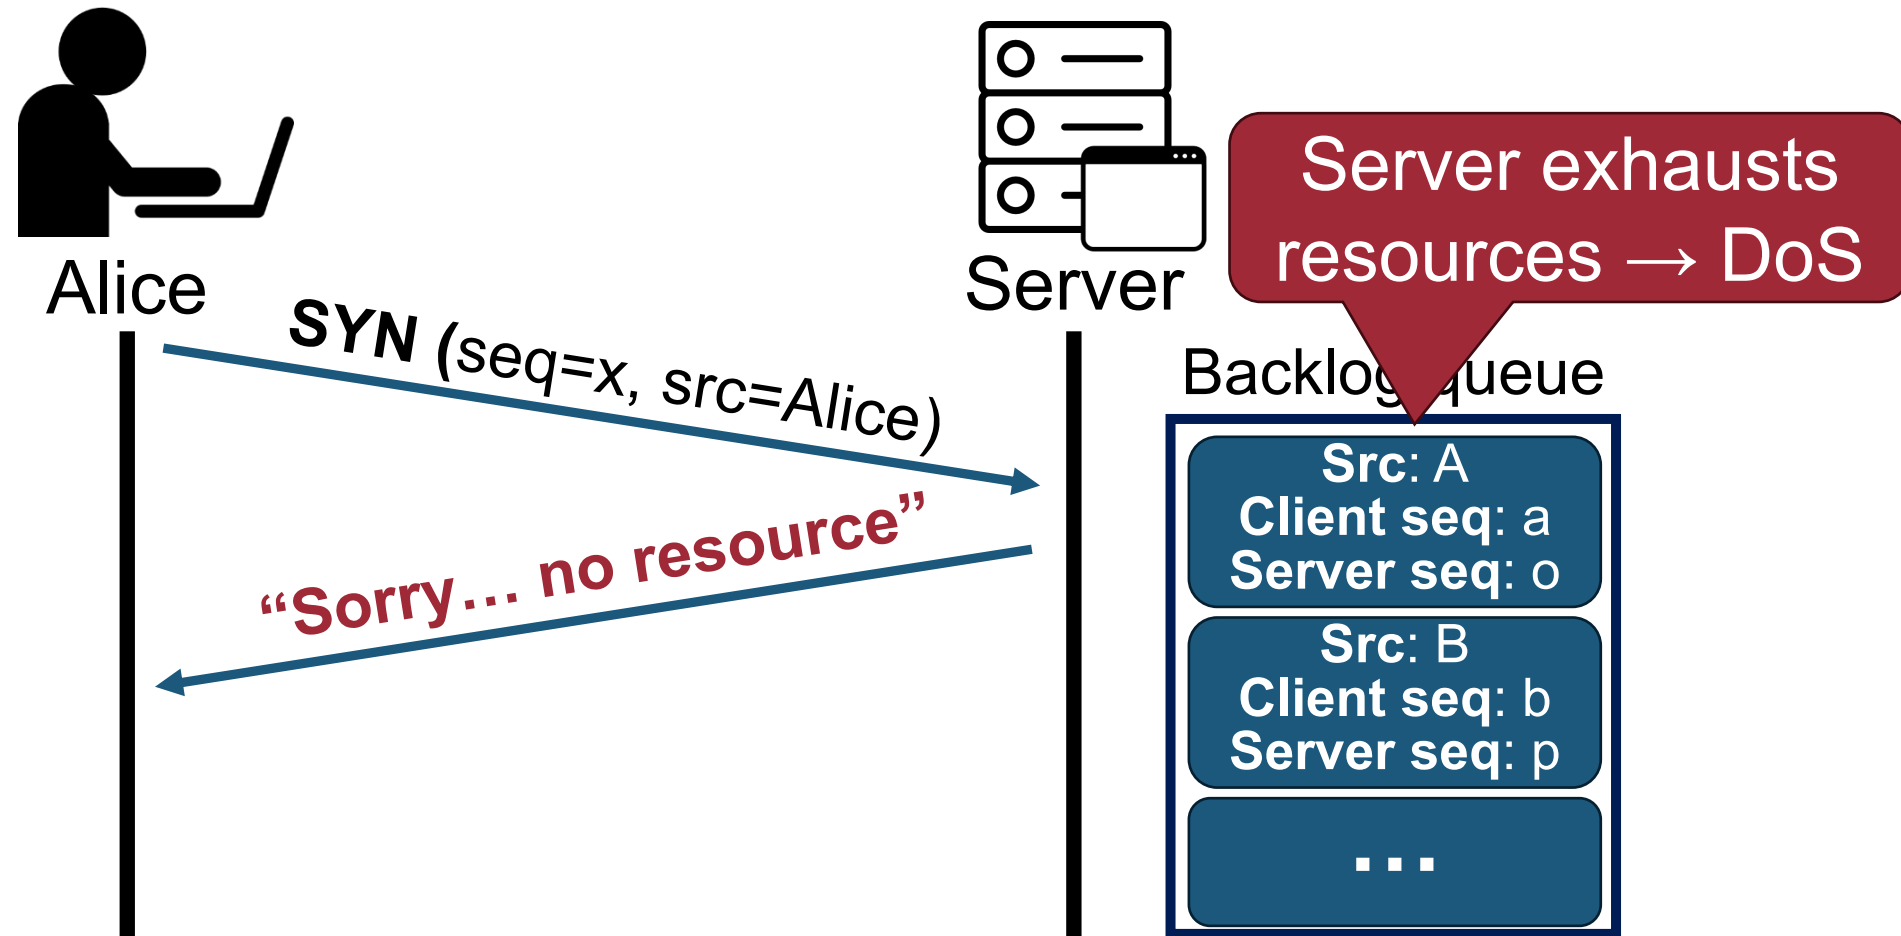 Alice
Server
Server exhausts
resources → DoS
SYN (seq=x, src=Alice)
“Sorry… no resource”
Backlog queue
Src: A
Client seq: a
Server seq: o
Src: B
Client seq: b
Server seq: p
...